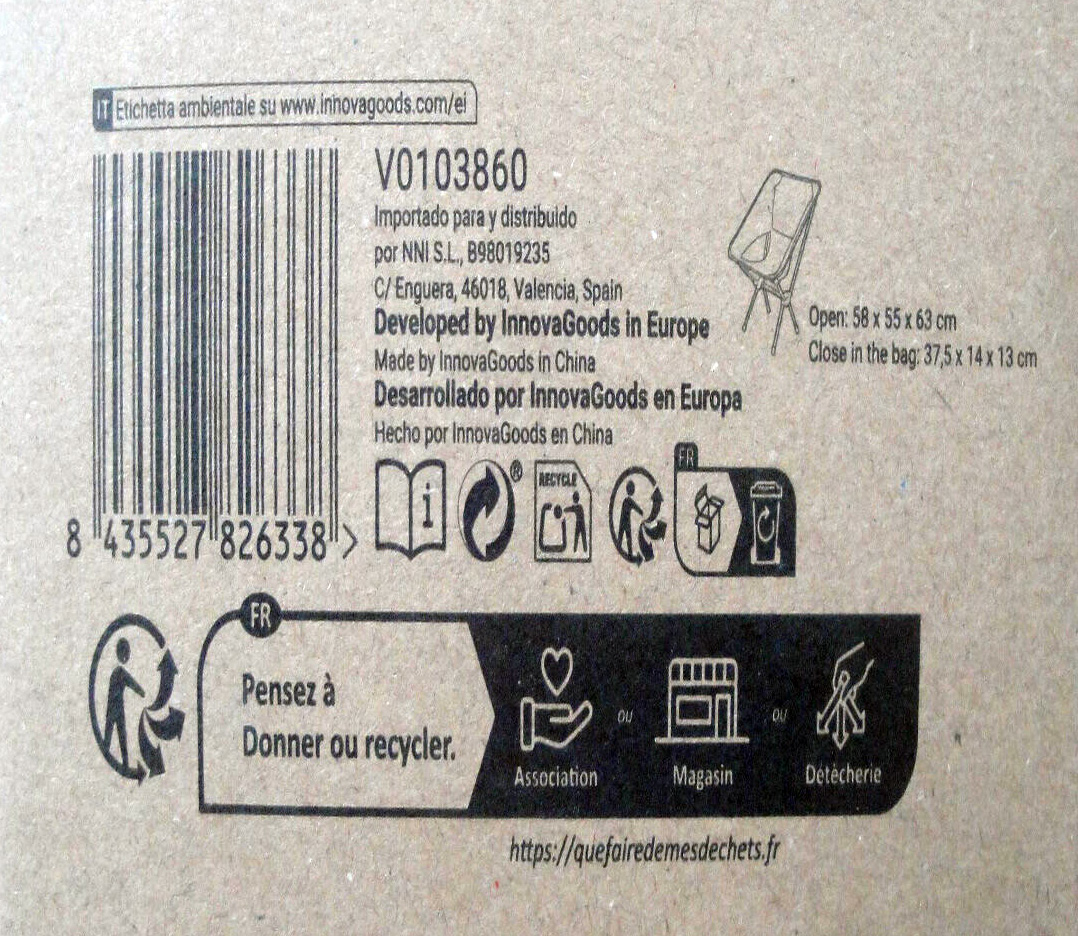 IT Etichetta ambientale su www.innovagoods.com/ei
V0103860
Importado para y distribuido
por NNI S.L., B98019235
C/ Enguera, 46018, Valencia, Spain
Developed by InnovaGoods in Europe
Made by InnovaGoods in China
Desarrollado por InnovaGoods en Europa
Hecho por InnovaGoods en China
Open: 58 x 55 x 63 cm
Close in the bag: 37,5 x 14 x 13 cm
8 435527 826338 >
i
®
RECYCLE
FR
FR
Pensez à
Donner ou recycler.
Association
ou
Magasin
ou
Détècherie
https://quefairedemesdechets.fr